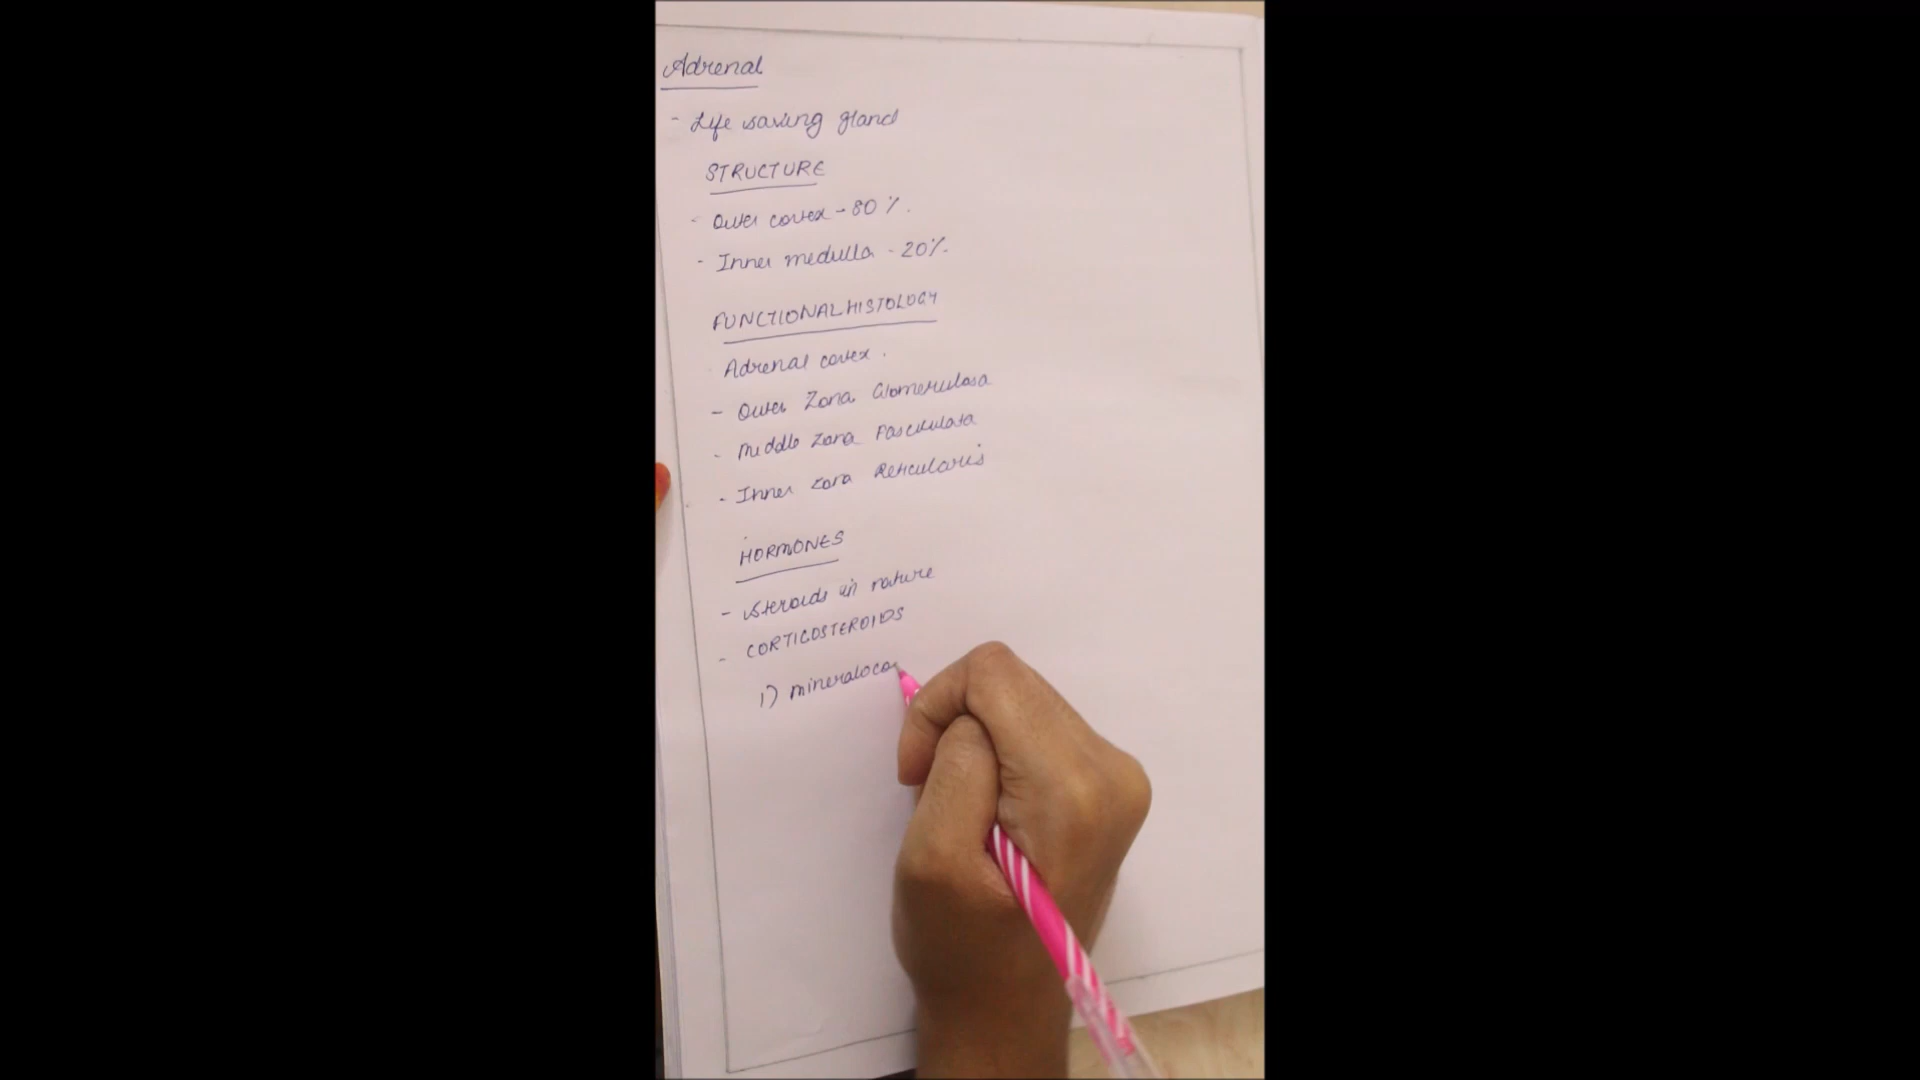 Adrenal
- Life saving gland
STRUCTURE
- Outer cortex - 80 %.
- Inner medulla - 20%.
FUNCTIONAL HISTOLOGY
Adrenal cortex.
- Outer Zona Glomerulosa
- Middle Zona Fasciculata
- Inner Zona Reticularis
HORMONES
- Steroids in nature
- CORTICOSTEROIDS
1) mineraloco